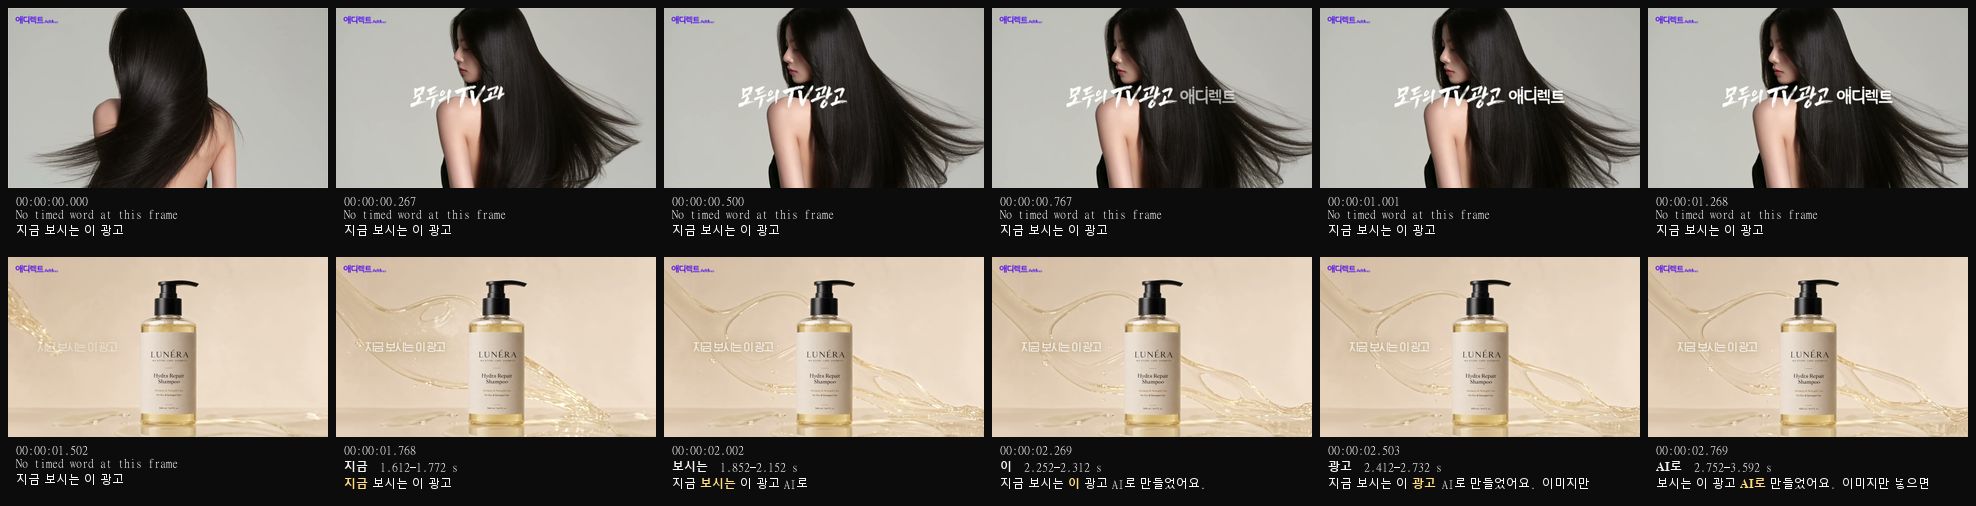 애디렉트
00:00:00.000
No timed word at this frame
지금 보시는 이 광고
애디렉트
모두의 TV 과
00:00:00.267
No timed word at this frame
지금 보시는 이 광고
애디렉트
모두의 TV 광고
00:00:00.500
No timed word at this frame
지금 보시는 이 광고
애디렉트
모두의 TV 광고 애디렉트
00:00:00.767
No timed word at this frame
지금 보시는 이 광고
애디렉트
모두의 TV 광고 애디렉트
00:00:01.001
No timed word at this frame
지금 보시는 이 광고
애디렉트
모두의 TV 광고 애디렉트
00:00:01.268
No timed word at this frame
지금 보시는 이 광고
애디렉트
지금 보시는 이 광고
LUNÉRA
Hydra Repair
Shampoo
00:00:01.502
No timed word at this frame
지금 보시는 이 광고
애디렉트
지금 보시는 이 광고
LUNÉRA
Hydra Repair
Shampoo
00:00:01.768
지금 1.612–1.772 s
지금 보시는 이 광고
애디렉트
지금 보시는 이 광고
LUNÉRA
Hydra Repair
Shampoo
00:00:02.002
보시는 1.852–2.152 s
지금 보시는 이 광고 AI로
애디렉트
지금 보시는 이 광고
LUNÉRA
Hydra Repair
Shampoo
00:00:02.269
이 2.252–2.312 s
지금 보시는 이 광고 AI로 만들었어요.
애디렉트
지금 보시는 이 광고
LUNÉRA
Hydra Repair
Shampoo
00:00:02.503
광고 2.412–2.732 s
지금 보시는 이 광고 AI로 만들었어요. 이미지만
애디렉트
지금 보시는 이 광고
LUNÉRA
Hydra Repair
Shampoo
00:00:02.769
AI로 2.752–3.592 s
보시는 이 광고 AI로 만들었어요. 이미지만 넣으면